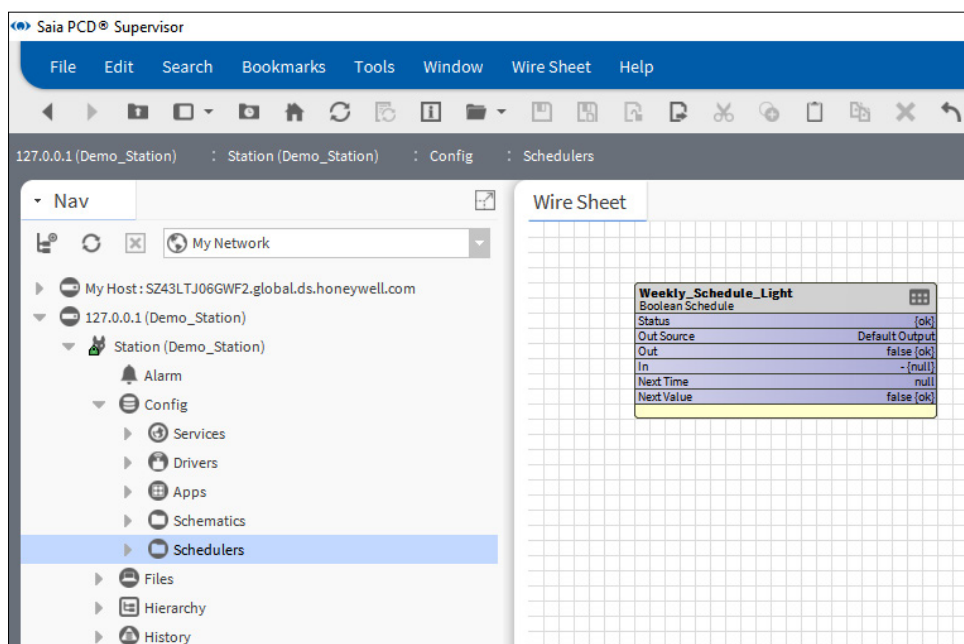 Saia PCD® Supervisor
File Edit Search Bookmarks Tools Window Wire Sheet Help
127.0.0.1 (Demo_Station) : Station (Demo_Station) : Config : Schedulers
Nav
My Network
My Host : SZ43LTJ06GWF2.global.ds.honeywell.com
127.0.0.1 (Demo_Station)
Station (Demo_Station)
Alarm
Config
Services
Drivers
Apps
Schematics
Schedulers
Files
Hierarchy
History
Wire Sheet
Weekly_Schedule_Light
Boolean Schedule
Status {ok}
Out Source Default Output
Out false {ok}
In - {null}
Next Time null
Next Value false {ok}